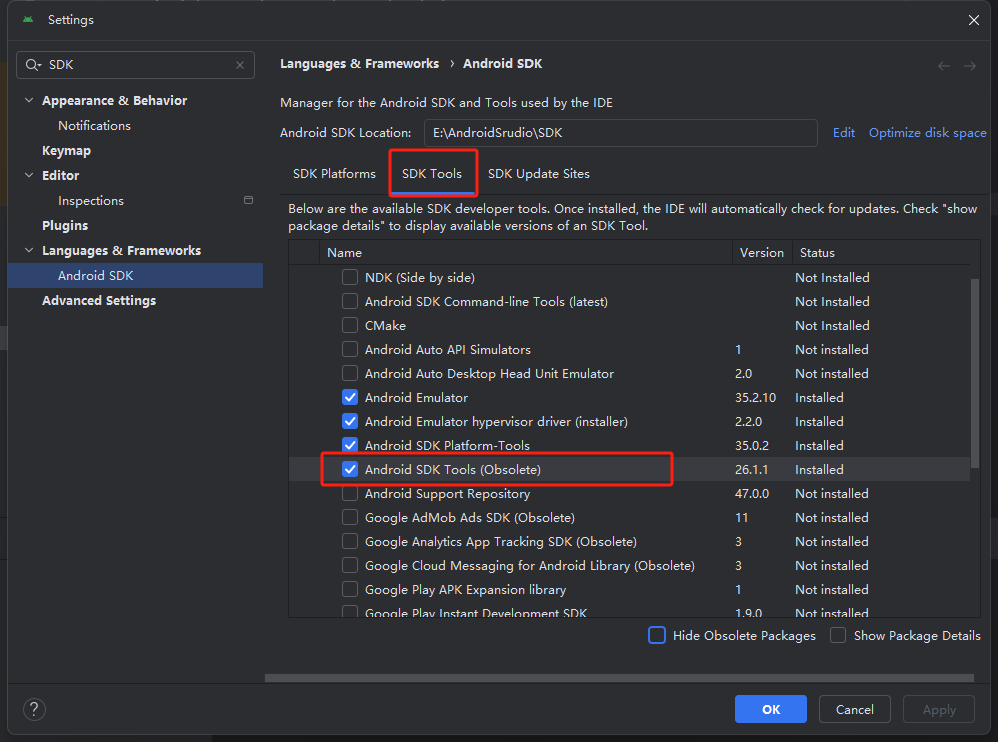 Settings
SDK
Appearance & Behavior
Notifications
Keymap
Editor
Inspections
Plugins
Languages & Frameworks
Android SDK
Advanced Settings
Languages & Frameworks › Android SDK
Manager for the Android SDK and Tools used by the IDE
Android SDK Location: E:\AndroidSrudio\SDK Edit Optimize disk space
SDK Platforms SDK Tools SDK Update Sites
Below are the available SDK developer tools. Once installed, the IDE will automatically check for updates. Check "show
package details" to display available versions of an SDK Tool.
Name Version Status
NDK (Side by side) Not Installed
Android SDK Command-line Tools (latest) Not Installed
CMake Not Installed
Android Auto API Simulators 1 Not installed
Android Auto Desktop Head Unit Emulator 2.0 Not installed
Android Emulator 35.2.10 Installed
Android Emulator hypervisor driver (installer) 2.2.0 Installed
Android SDK Platform-Tools 35.0.2 Installed
Android SDK Tools (Obsolete) 26.1.1 Installed
Android Support Repository 47.0.0 Not installed
Google AdMob Ads SDK (Obsolete) 11 Not installed
Google Analytics App Tracking SDK (Obsolete) 3 Not installed
Google Cloud Messaging for Android Library (Obsolete) 3 Not installed
Google Play APK Expansion library 1 Not installed
Google Play Instant Development SDK 1.9.0 Not installed
Hide Obsolete Packages Show Package Details
? OK Cancel Apply